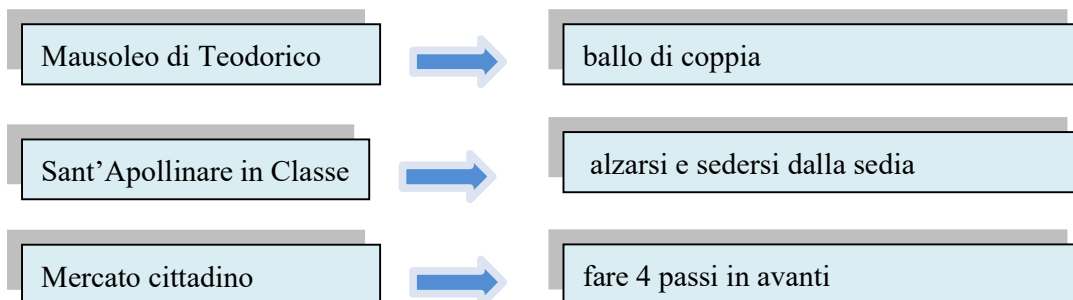 Mausoleo di Teodorico
ballo di coppia
Sant’Apollinare in Classe
alzarsi e sedersi dalla sedia
Mercato cittadino
fare 4 passi in avanti